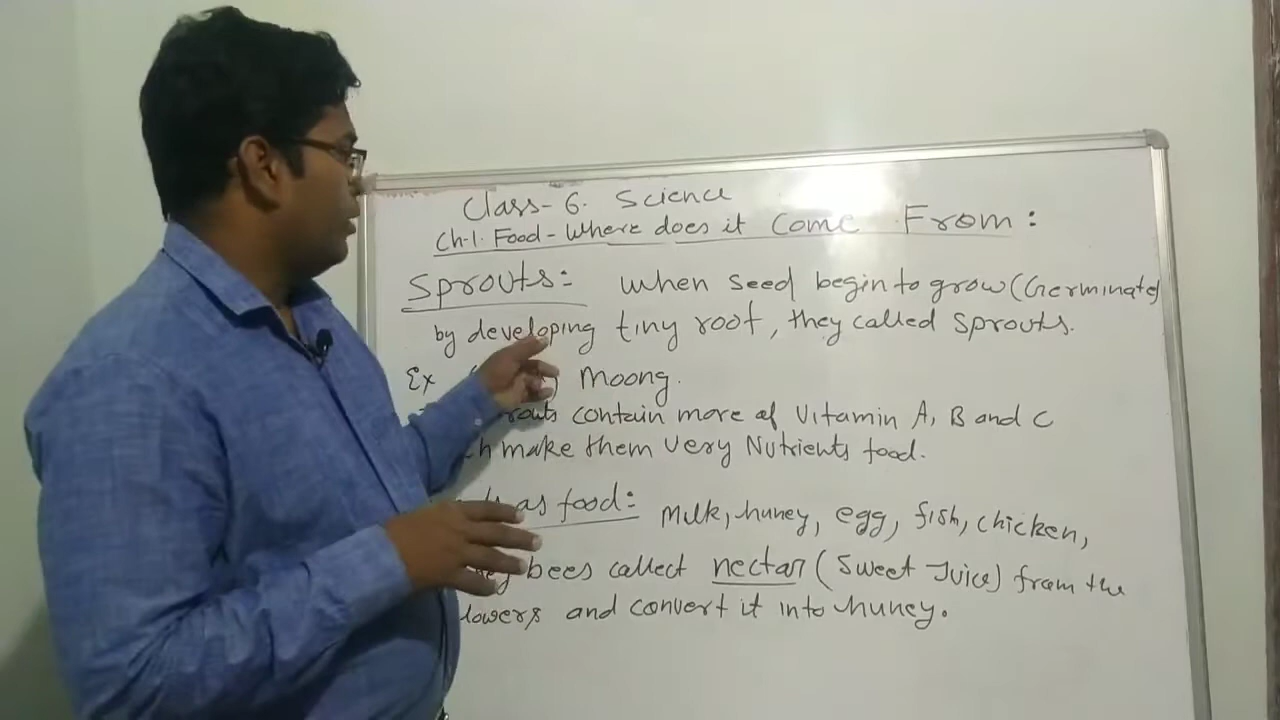 Class-6. Science
Ch-1. Food - Where does it Come From:
Sprouts: when seed begin to grow (Germinate)
by developing tiny root, they called sprouts.
Ex Moong.
contain more of Vitamin A, B and C
make them very Nutrients food.
as food: Milk, huney, egg, fish, chicken,
bees collect nectar (sweet Juice) from the
and convert it into huney.